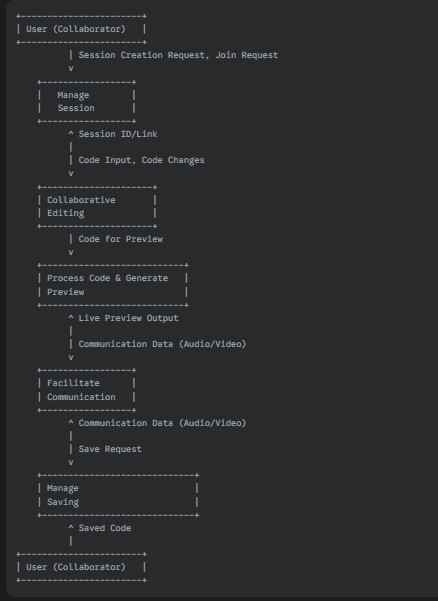 User (Collaborator)
Session Creation Request, Join Request
Manage
Session
Session ID/Link
Code Input, Code Changes
Collaborative
Editing
Code for Preview
Process Code & Generate
Preview
Live Preview Output
Communication Data (Audio/Video)
Facilitate
Communication
Communication Data (Audio/Video)
Save Request
Manage
Saving
Saved Code
User (Collaborator)